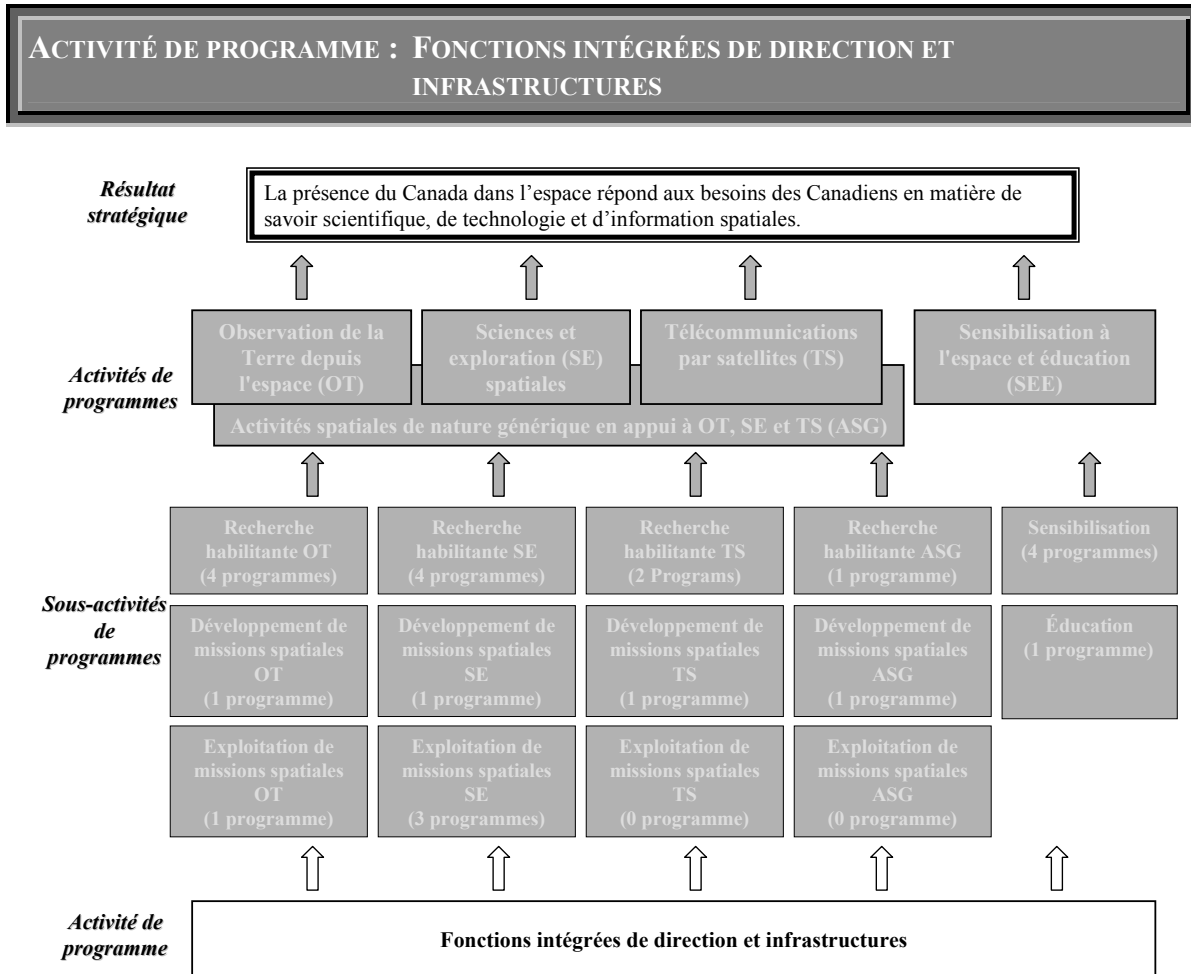 ACTIVITÉ DE PROGRAMME : FONCTIONS INTÉGRÉES DE DIRECTION ET
INFRASTRUCTURES
Résultat
stratégique
La présence du Canada dans l’espace répond aux besoins des Canadiens en matière de
savoir scientifique, de technologie et d’information spatiales.
Activités de
programmes
Observation de la
Terre depuis
l'espace (OT)
Sciences et
exploration (SE)
spatiales
Télécommunications
par satellites (TS)
Sensibilisation à
l'espace et éducation
(SEE)
Activités spatiales de nature générique en appui à OT, SE et TS (ASG)
Sous-activités
de
programmes
Recherche
habilitante OT
(4 programmes)
Recherche
habilitante SE
(4 programmes)
Recherche
habilitante TS
(2 Programs)
Recherche
habilitante ASG
(1 programme)
Sensibilisation
(4 programmes)
Développement de
missions spatiales
OT
(1 programme)
Développement de
missions spatiales
SE
(1 programme)
Développement de
missions spatiales
TS
(1 programme)
Développement de
missions spatiales
ASG
(1 programme)
Éducation
(1 programme)
Exploitation de
missions spatiales
OT
(1 programme)
Exploitation de
missions spatiales
SE
(3 programmes)
Exploitation de
missions spatiales
TS
(0 programme)
Exploitation de
missions spatiales
ASG
(0 programme)
Activité de
programme
Fonctions intégrées de direction et infrastructures